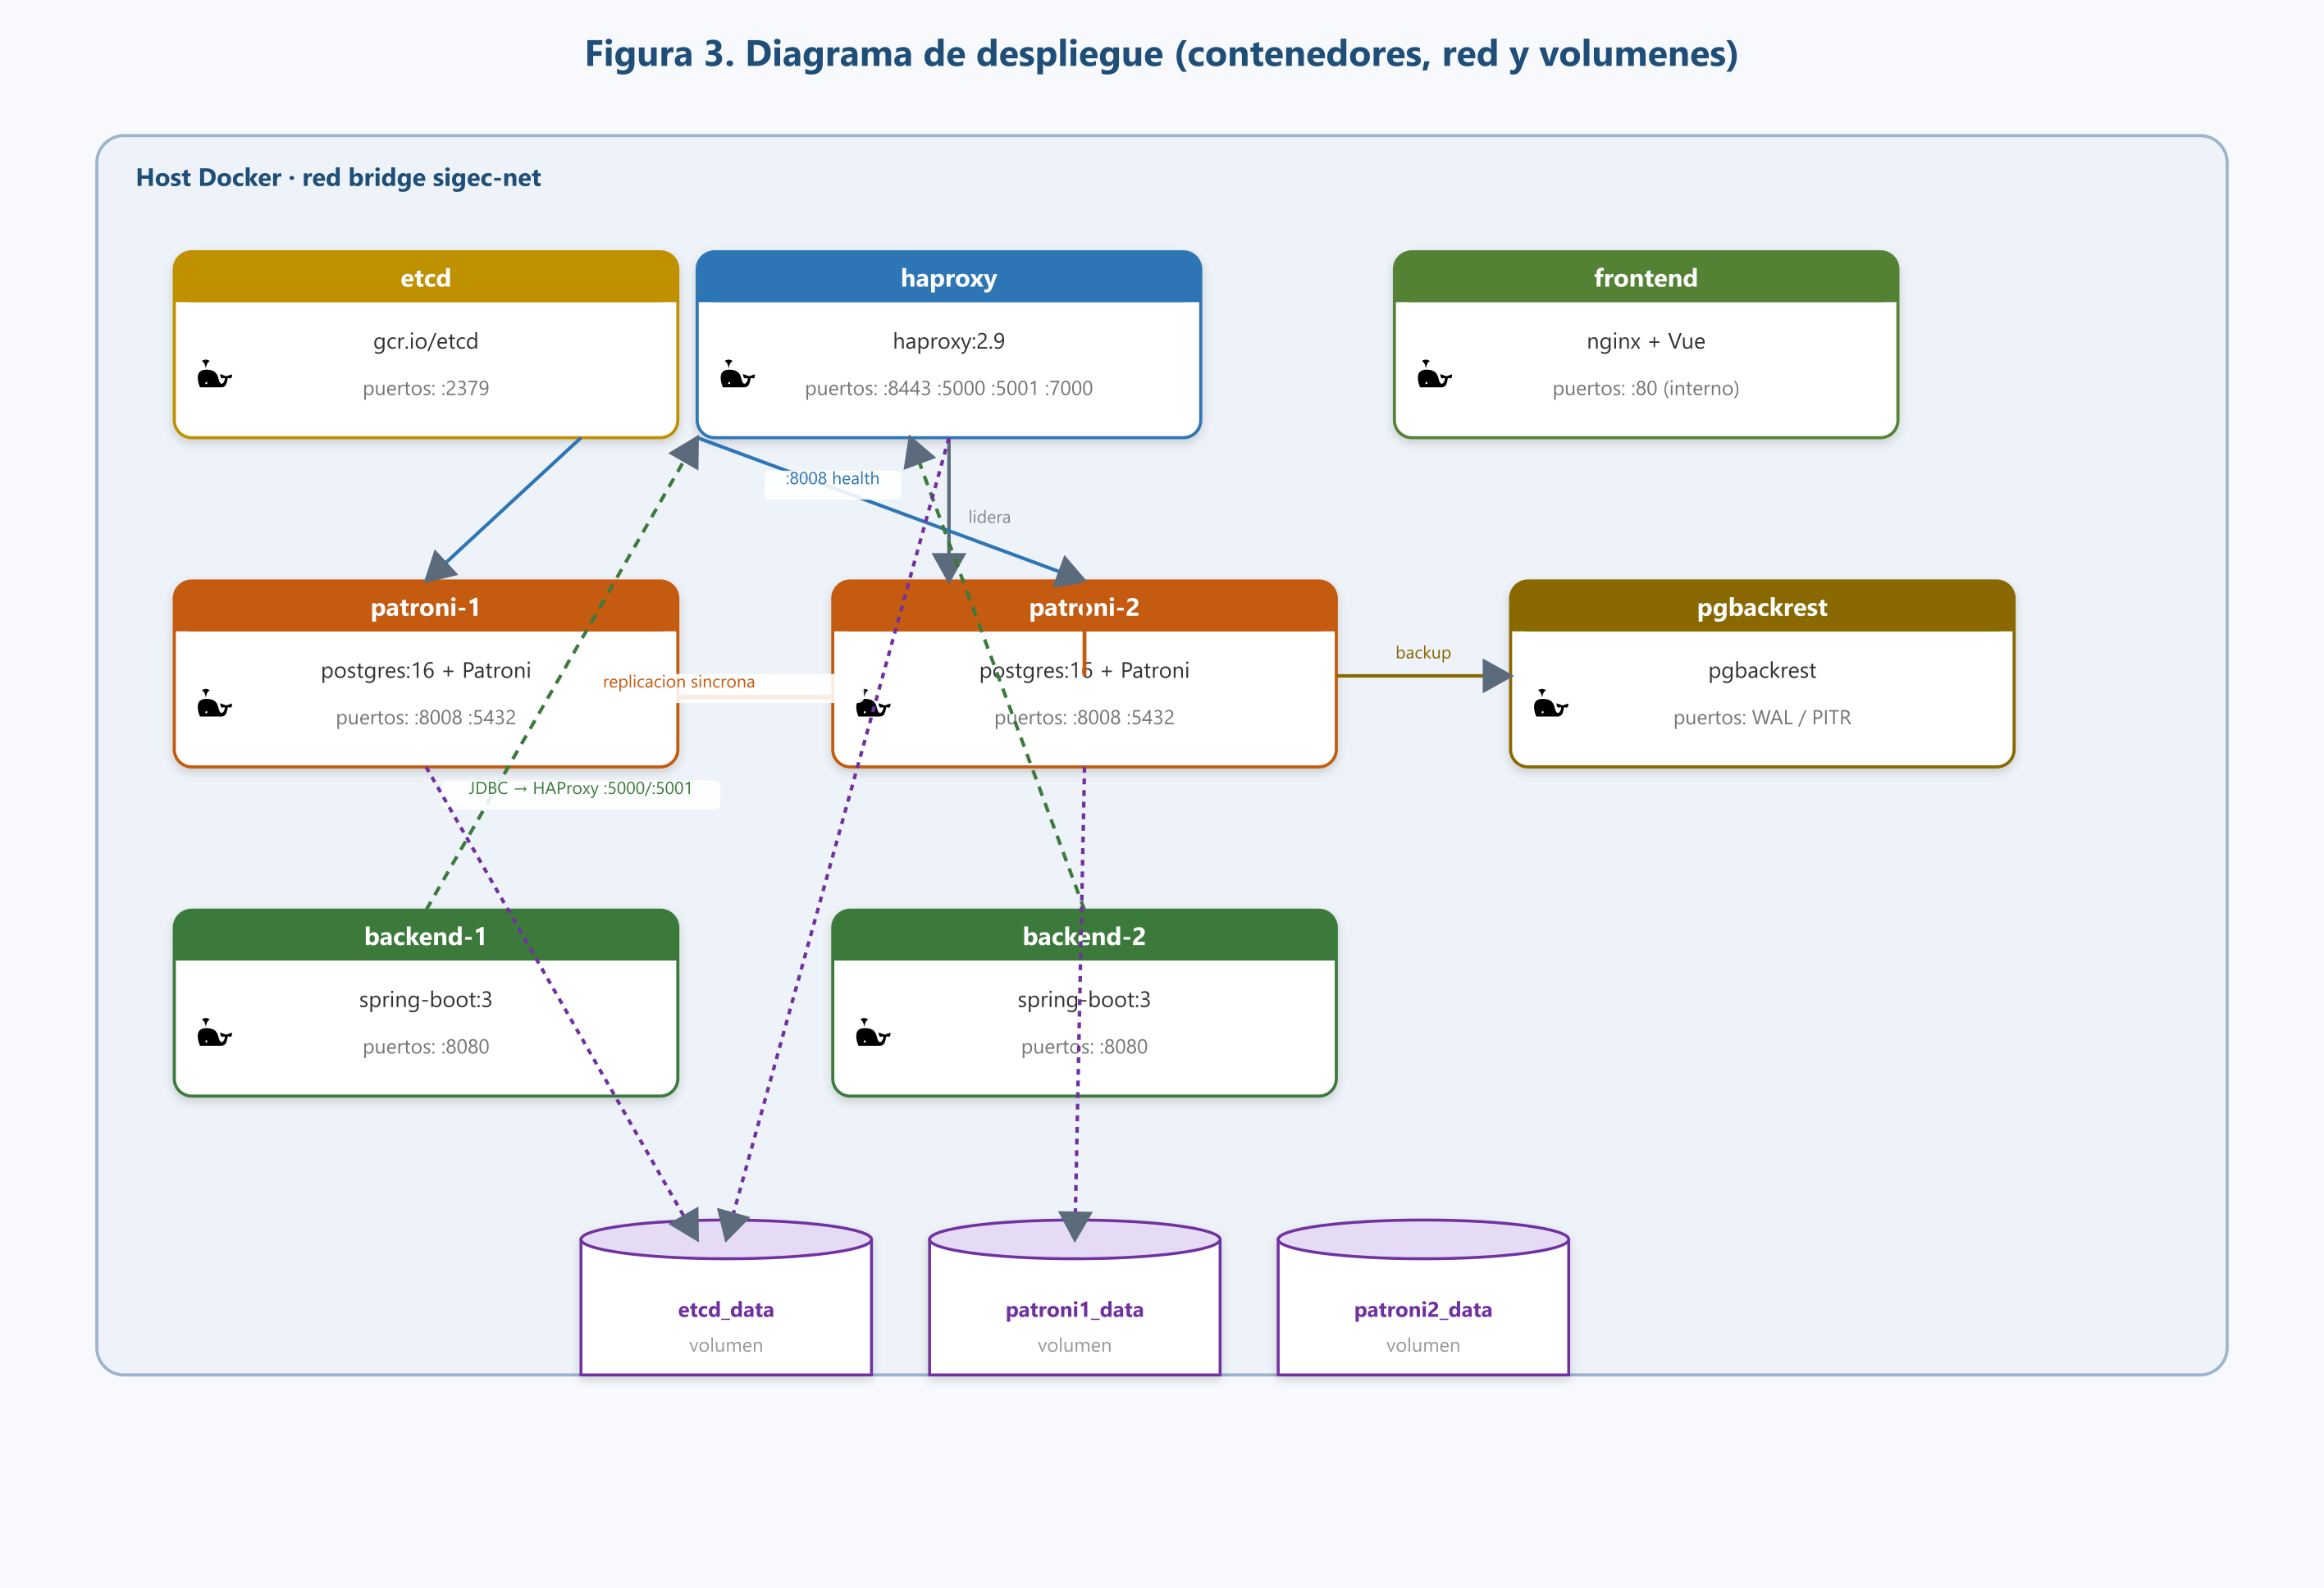 Figura 3. Diagrama de despliegue (contenedores, red y volumenes)
Host Docker · red bridge sigec-net
etcd
gcr.io/etcd
puertos: :2379
haproxy
haproxy:2.9
puertos: :8443 :5000 :5001 :7000
frontend
nginx + Vue
puertos: :80 (interno)
:8008 health
lidera
patroni-1
postgres:16 + Patroni
puertos: :8008 :5432
replicacion sincrona
patroni-2
postgres:16 + Patroni
puertos: :8008 :5432
backup
pgbackrest
pgbackrest
puertos: WAL / PITR
JDBC → HAProxy :5000/:5001
backend-1
spring-boot:3
puertos: :8080
backend-2
spring-boot:3
puertos: :8080
etcd_data
volumen
patroni1_data
volumen
patroni2_data
volumen